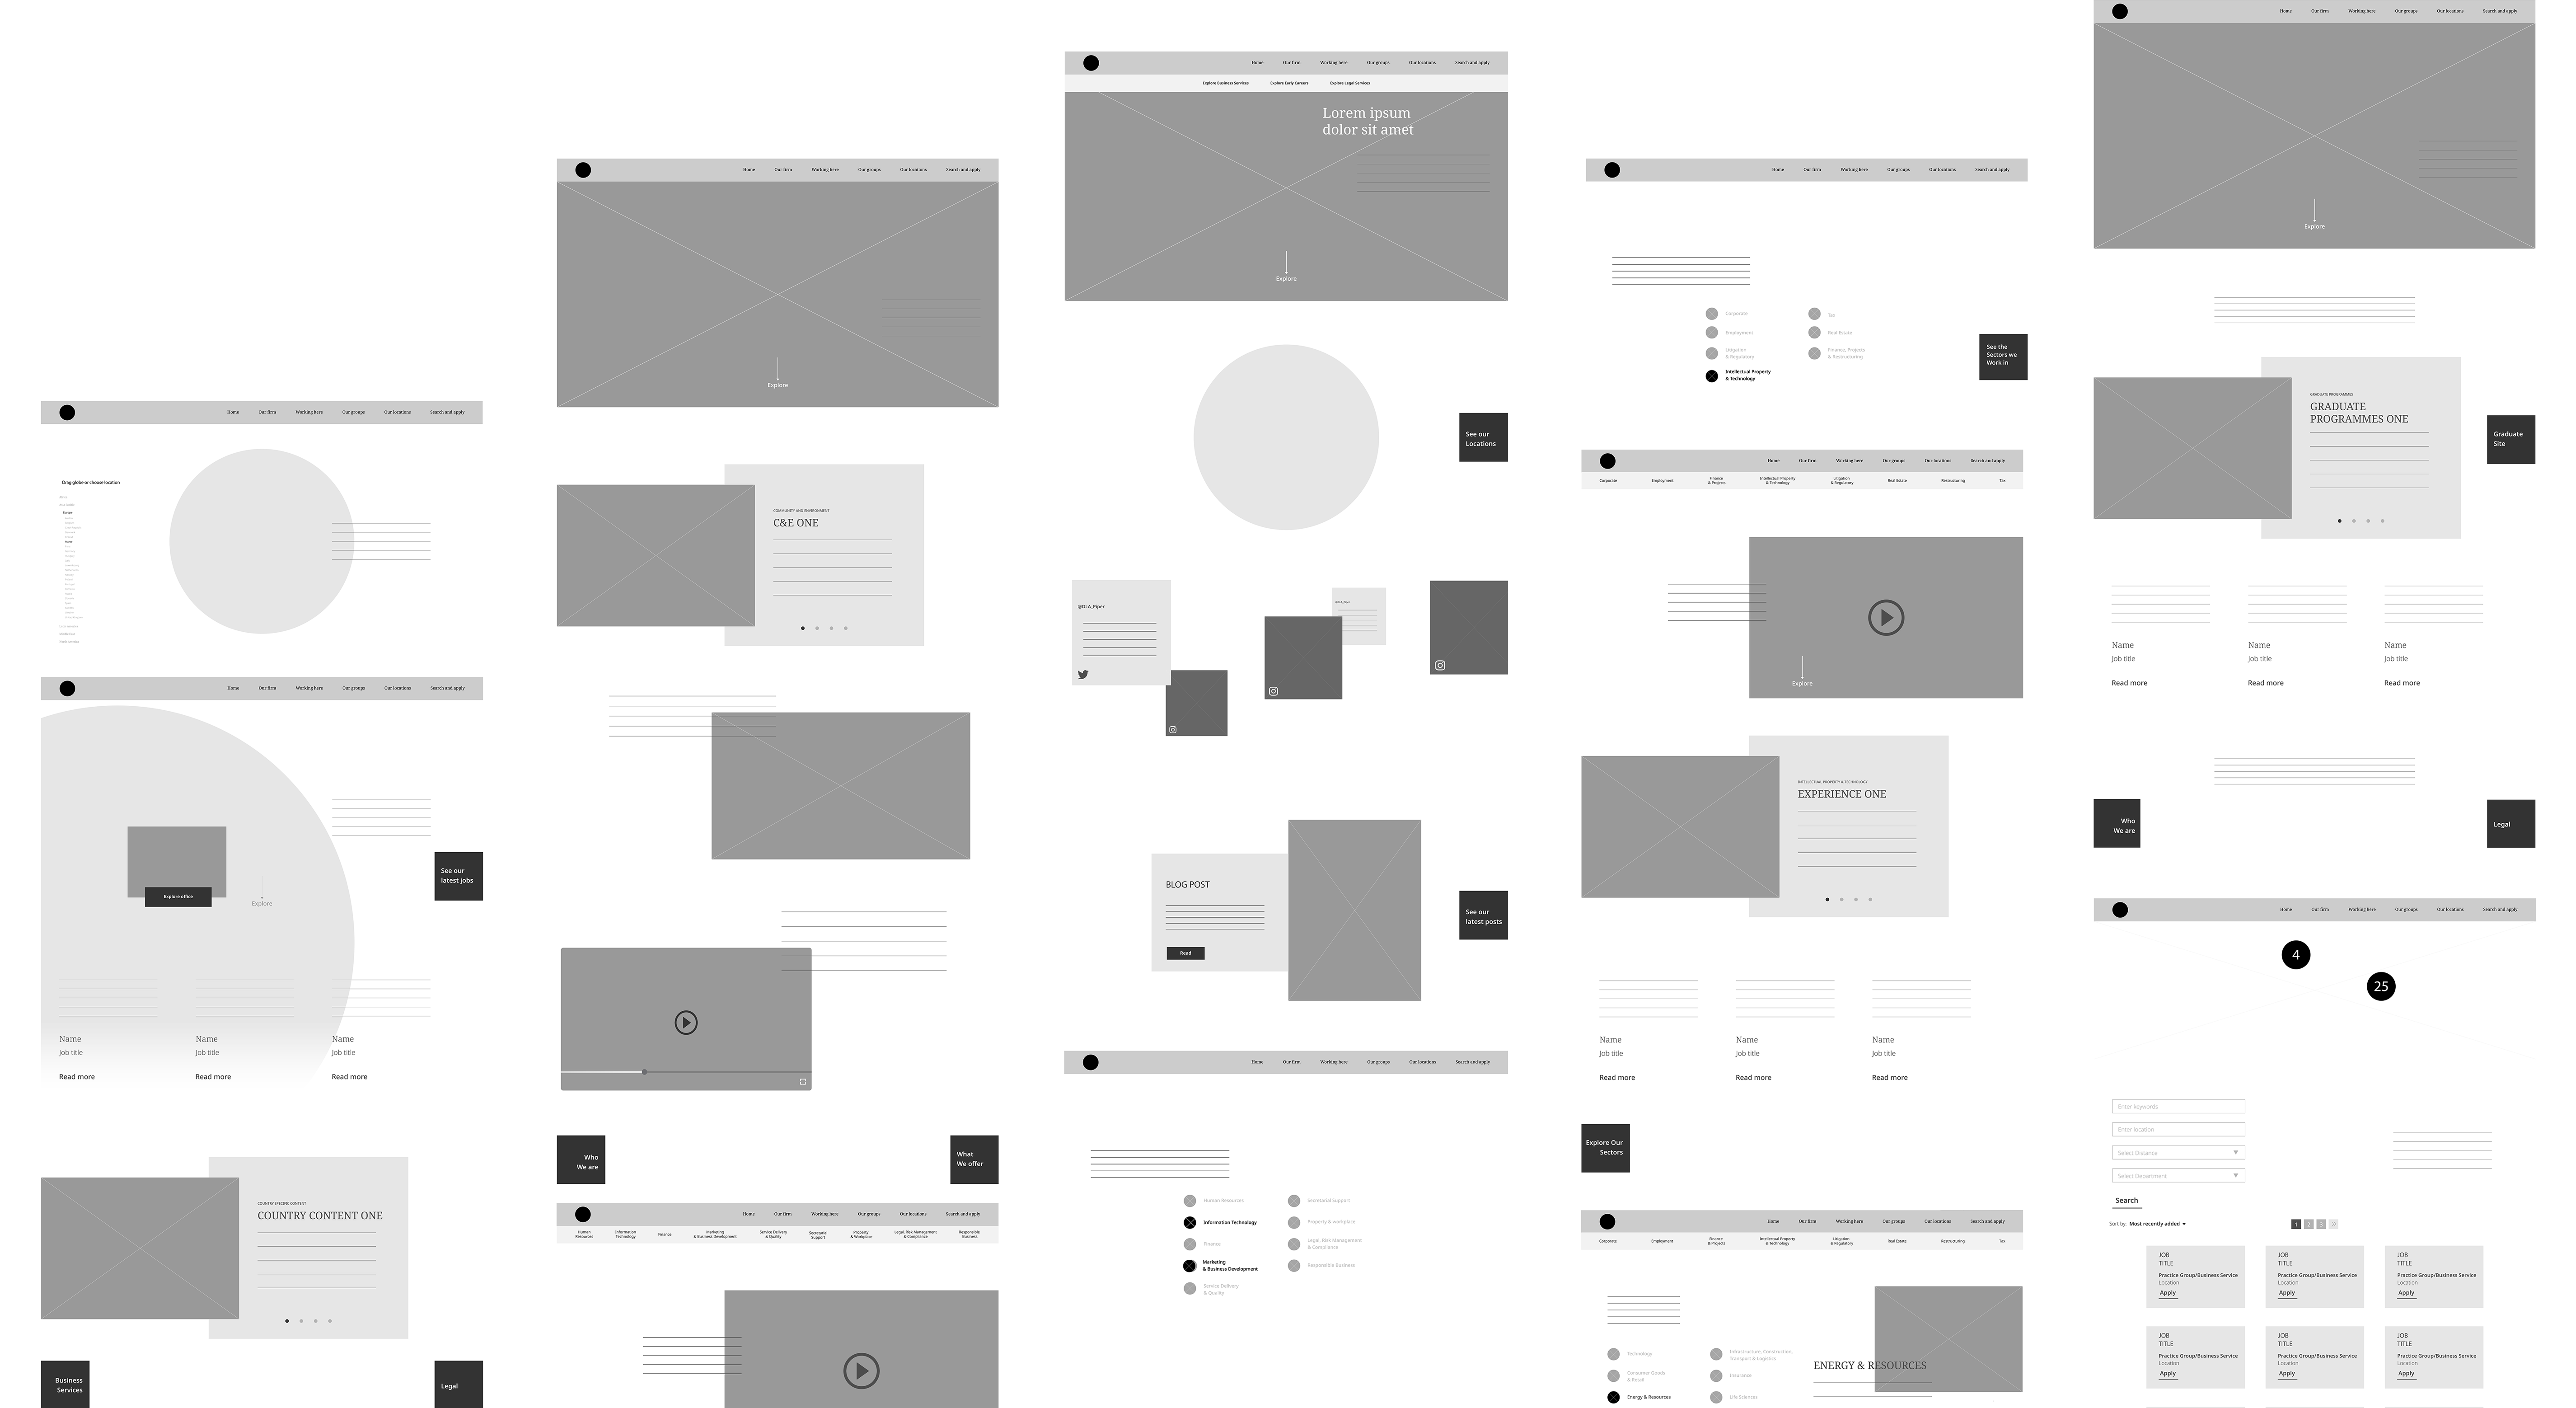 Home Our firm Working here Our groups Our locations Search and apply
Drag globe or choose location
Europe
Home Our firm Working here Our groups Our locations Search and apply
Explore office
Explore
See our
latest jobs
Name Name Name
Job title Job title Job title
Read more Read more Read more
COUNTRY SPECIFIC CONTENT
COUNTRY CONTENT ONE
Business
Services
Legal
Home Our firm Working here Our groups Our locations Search and apply
Explore
COMMUNITY AND ENVIRONMENT
C&E ONE
Who
We are
What
We offer
Home Our firm Working here Our groups Our locations Search and apply
Human
Resources
Information
Technology
Finance
Marketing
& Business Development
Service Delivery
& Quality
Secretarial
Support
Property
& Workplace
Legal, Risk Management
& Compliance
Responsible
Business
Home Our firm Working here Our groups Our locations Search and apply
Explore Business Services Explore Early Careers Explore Legal Services
Lorem ipsum
dolor sit amet
Explore
See our
Locations
@DLA_Piper
@DLA_Piper
BLOG POST
Read
See our
latest posts
Home Our firm Working here Our groups Our locations Search and apply
Human Resources
Information Technology
Finance
Marketing
& Business Development
Service Delivery
& Quality
Secretarial Support
Property & workplace
Legal, Risk Management
& Compliance
Responsible Business
Home Our firm Working here Our groups Our locations Search and apply
Corporate
Employment
Litigation
& Regulatory
Intellectual Property
& Technology
Tax
Real Estate
Finance, Projects
& Restructuring
See the
Sectors we
Work in
Home Our firm Working here Our groups Our locations Search and apply
Corporate
Employment
Finance
& Projects
Intellectual Property
& Technology
Litigation
& Regulatory
Real Estate
Restructuring
Tax
Explore
INTELLECTUAL PROPERTY & TECHNOLOGY
EXPERIENCE ONE
Name Name Name
Job title Job title Job title
Read more Read more Read more
Explore Our
Sectors
Home Our firm Working here Our groups Our locations Search and apply
Corporate
Employment
Finance
& Projects
Intellectual Property
& Technology
Litigation
& Regulatory
Real Estate
Restructuring
Tax
Technology
Consumer Goods
& Retail
Energy & Resources
Infrastructure, Construction,
Transport & Logistics
Insurance
Life Sciences
ENERGY & RESOURCES
Home Our firm Working here Our groups Our locations Search and apply
Explore
GRADUATE PROGRAMMES
GRADUATE
PROGRAMMES ONE
Graduate
Site
Name Name Name
Job title Job title Job title
Read more Read more Read more
Who
We are
Legal
Home Our firm Working here Our groups Our locations Search and apply
4
25
Enter keywords
Enter location
Select Distance
Select Department
Search
Sort by: Most recently added
1 2 3
JOB JOB JOB
TITLE TITLE TITLE
Practice Group/Business Service Practice Group/Business Service Practice Group/Business Service
Location Location Location
Apply Apply Apply
JOB JOB JOB
TITLE TITLE TITLE
Practice Group/Business Service Practice Group/Business Service Practice Group/Business Service
Location Location Location
Apply Apply Apply